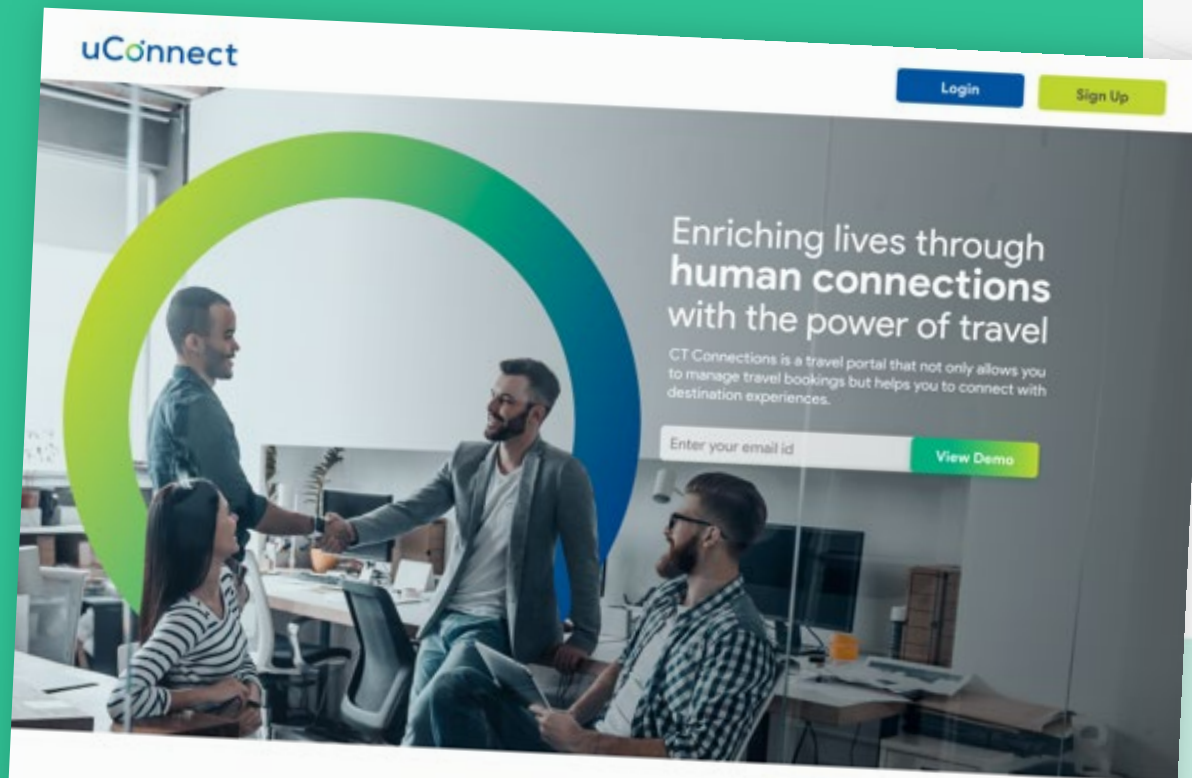 uConnect
Login
Sign Up
Enriching lives through
human connections
with the power of travel
CT Connections is a travel portal that not only allows you
to manage travel bookings but helps you to connect with
destination experiences.
Enter your email id
View Demo